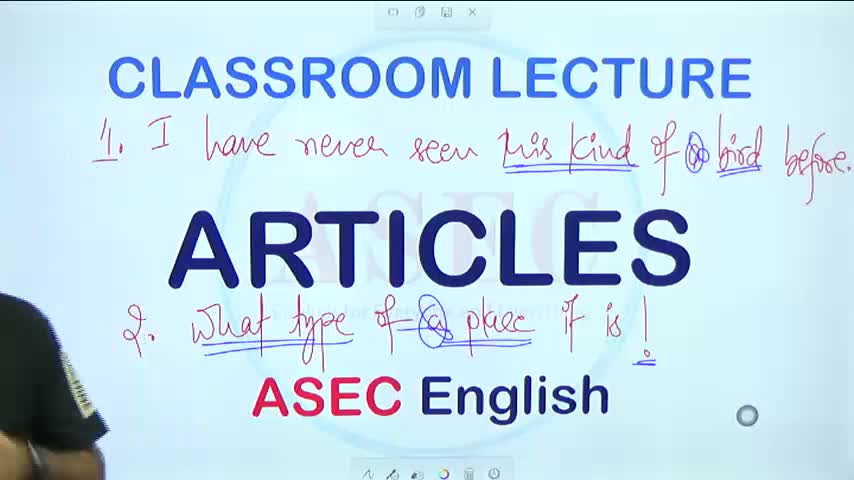 CLASSROOM LECTURE
1. I have never seen this kind of a bird before.
ARTICLES
2. what type of a place it is !
ASEC English